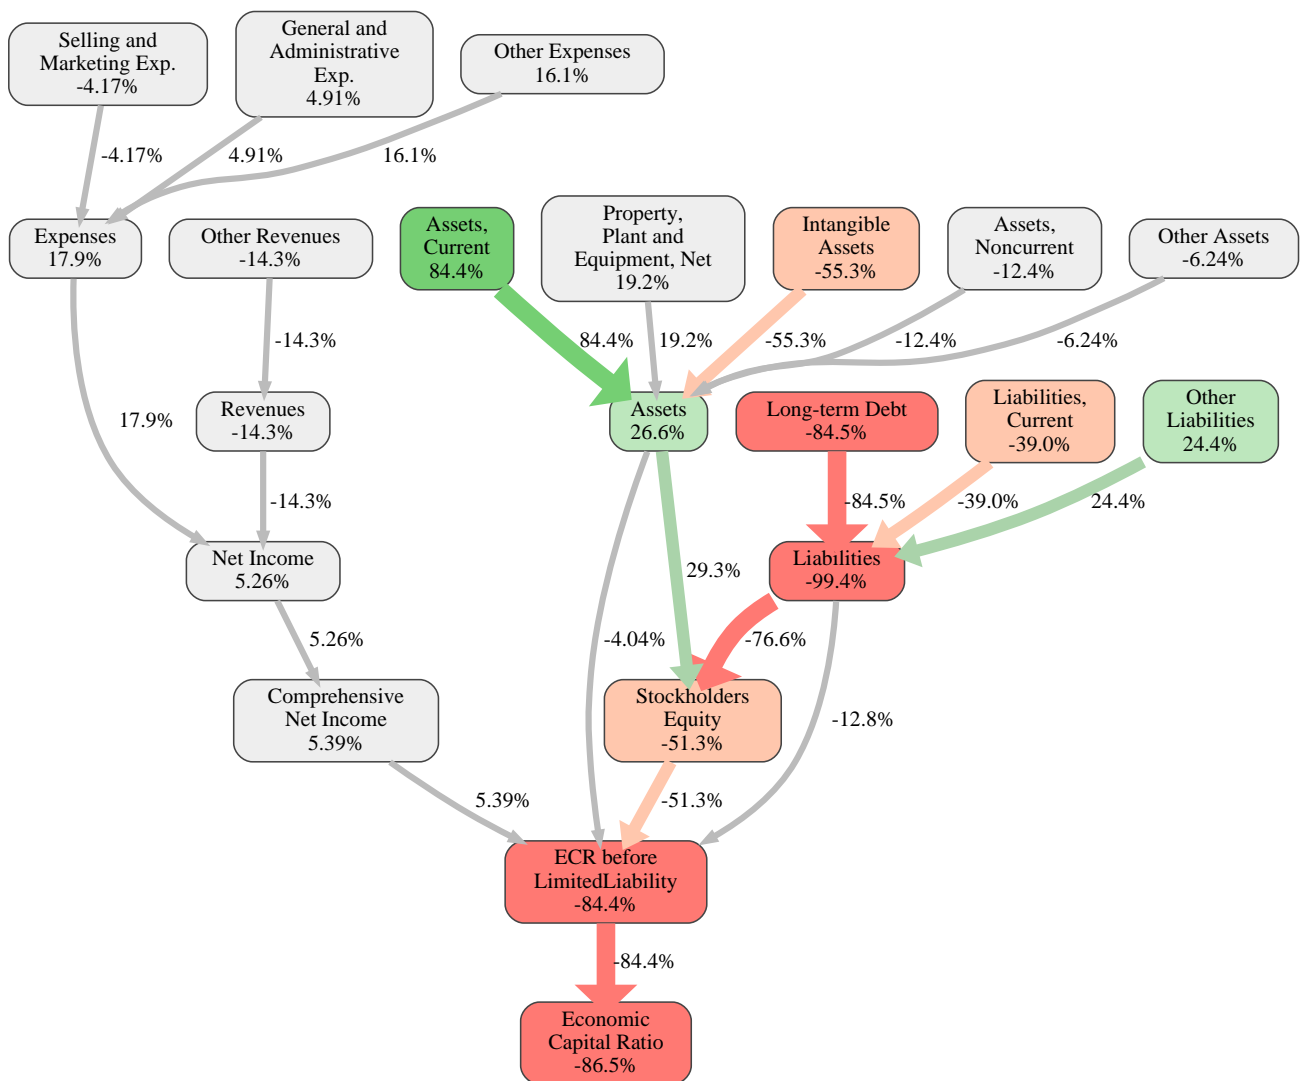 Selling and
Marketing Exp.
-4.17%
General and
Administrative
Exp.
4.91%
Other Expenses
16.1%
-4.17%
4.91%
16.1%
Expenses
17.9%
Other Revenues
-14.3%
Assets,
Current
84.4%
Property,
Plant and
Equipment, Net
19.2%
Intangible
Assets
-55.3%
Assets,
Noncurrent
-12.4%
Other Assets
-6.24%
-14.3%
84.4%
19.2%
-55.3%
-12.4%
-6.24%
17.9%
Revenues
-14.3%
Assets
26.6%
Long-term Debt
-84.5%
Liabilities,
Current
-39.0%
Other
Liabilities
24.4%
-14.3%
-84.5%
-39.0%
24.4%
Net Income
5.26%
29.3%
Liabilities
-99.4%
5.26%
-4.04%
-76.6%
Comprehensive
Net Income
5.39%
Stockholders
Equity
-51.3%
-12.8%
5.39%
-51.3%
ECR before
LimitedLiability
-84.4%
-84.4%
Economic
Capital Ratio
-86.5%